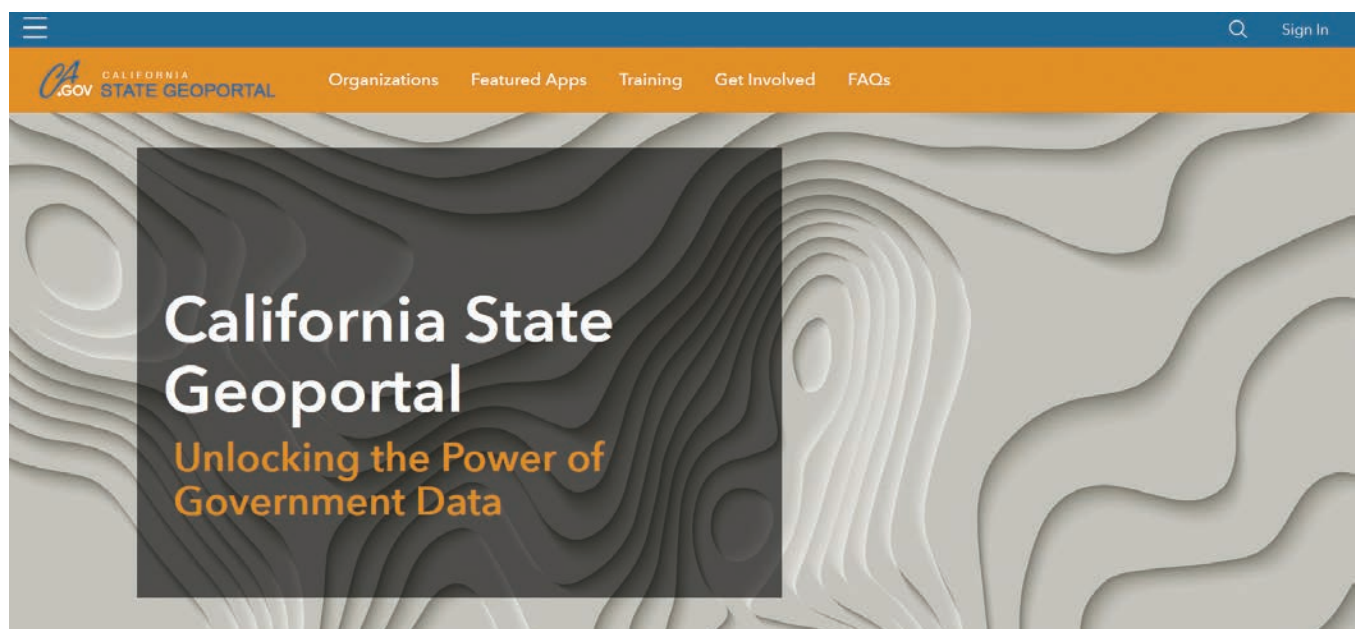 Sign In
CA.GOV CALIFORNIA STATE GEOPORTAL
Organizations Featured Apps Training Get Involved FAQs
California State
Geoportal
Unlocking the Power of
Government Data